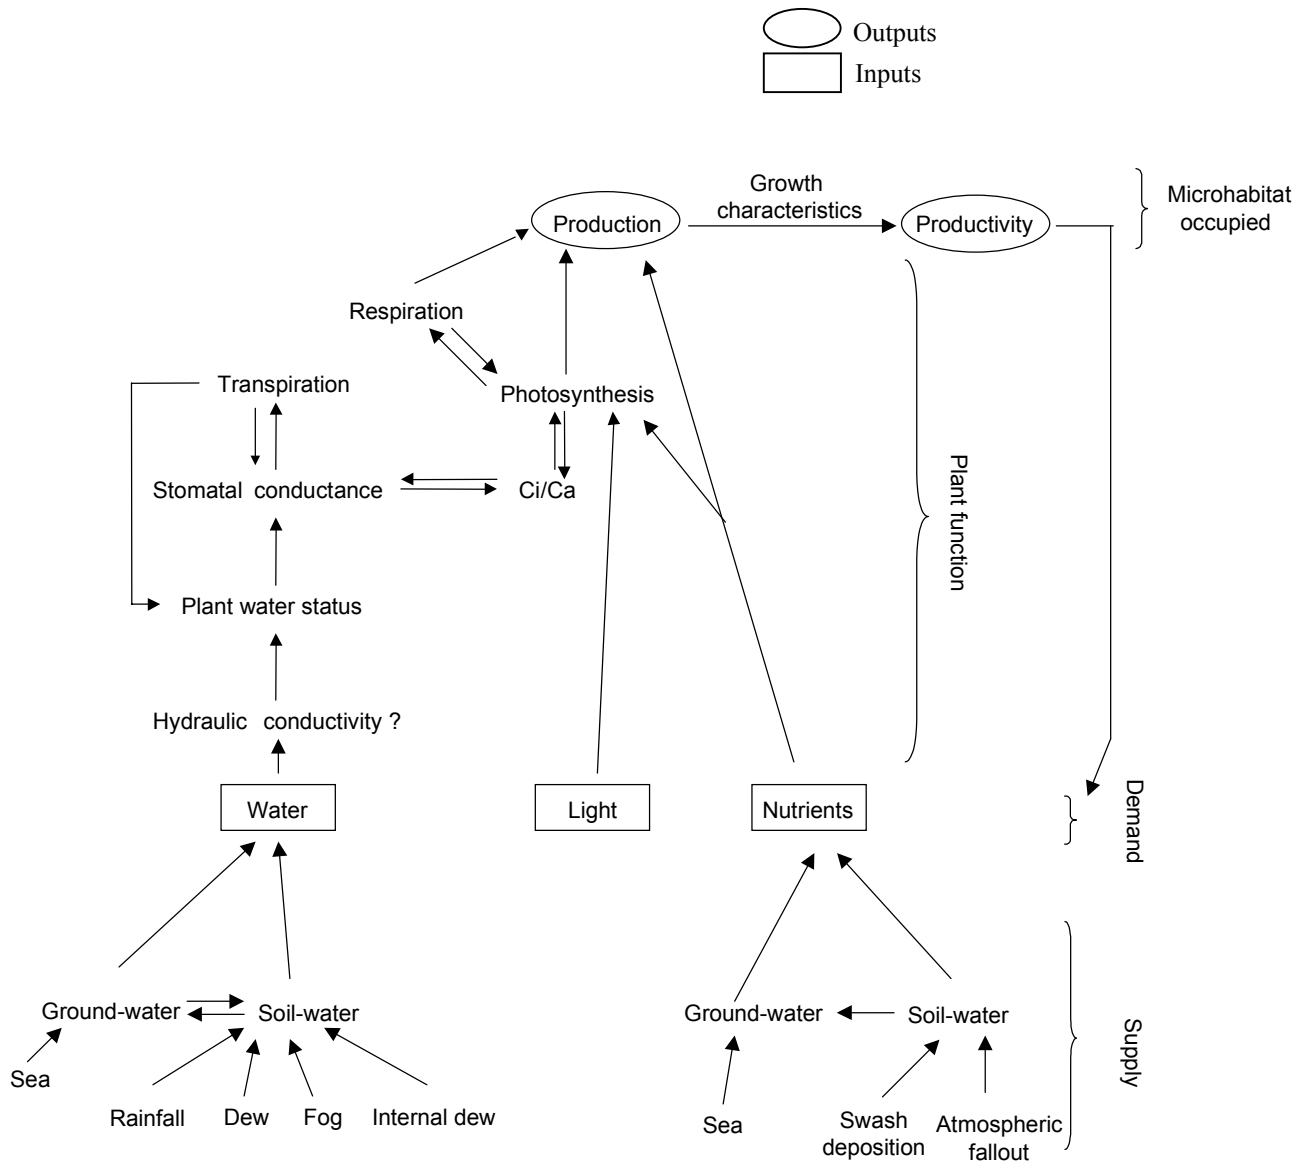 Outputs
Inputs
Growth
characteristics
Microhabitat
occupied
Production
Productivity
Respiration
Transpiration
Photosynthesis
Stomatal conductance
Ci/Ca
Plant function
Plant water status
Hydraulic conductivity ?
Water
Light
Nutrients
Demand
Ground-water
Soil-water
Ground-water
Soil-water
Supply
Sea
Rainfall
Dew
Fog
Internal dew
Sea
Swash
deposition
Atmospheric
fallout